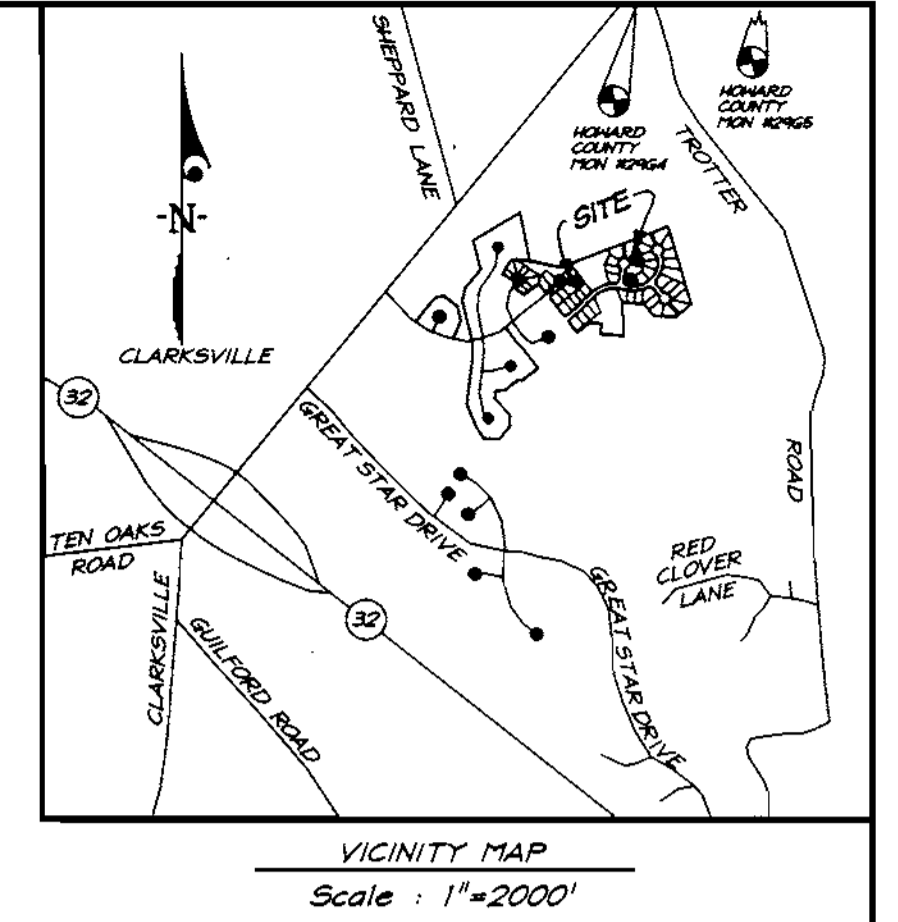 SHEPPARD LANE
HOWARD
COUNTY
MON #29G5
HOWARD
COUNTY
MON #29G4
TROTTER
SITE
-N-
CLARKSVILLE
32
GREAT STAR DRIVE
ROAD
TEN OAKS
ROAD
RED
CLOVER
LANE
GREAT STAR DRIVE
32
CLARKSVILLE
GUILFORD ROAD
VICINITY MAP
Scale : 1"=2000'